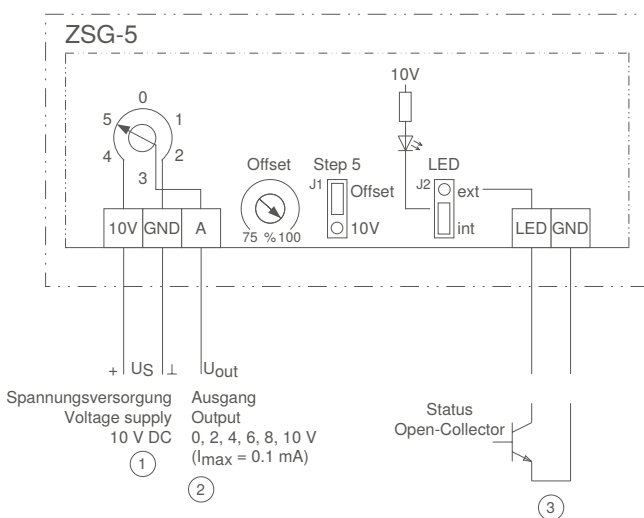 ZSG-5
0
1
2
3
4
5
10V
Offset
75 % 100
Step 5
J1
Offset
10V
LED
J2
ext
int
10V
GND
A
LED
GND
+ US ⊥
Uout
Spannungsversorgung
Voltage supply
10 V DC
1
Ausgang
Output
0, 2, 4, 6, 8, 10 V
(Imax = 0.1 mA)
2
Status
Open-Collector
3